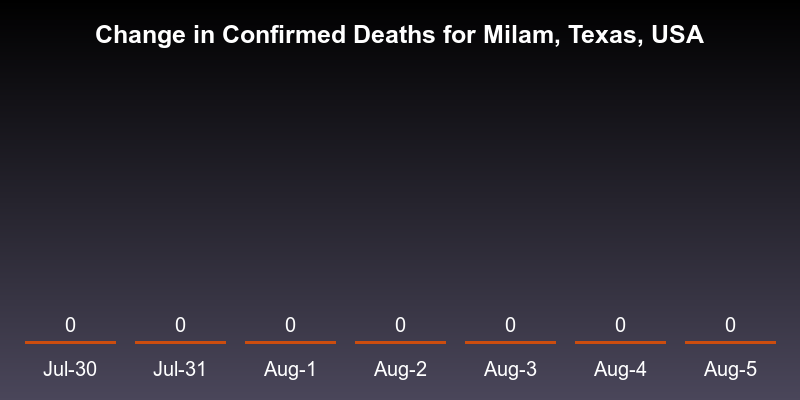 Change in Confirmed Deaths for Milam, Texas, USA
0 0 0 0 0 0 0
Jul-30 Jul-31 Aug-1 Aug-2 Aug-3 Aug-4 Aug-5